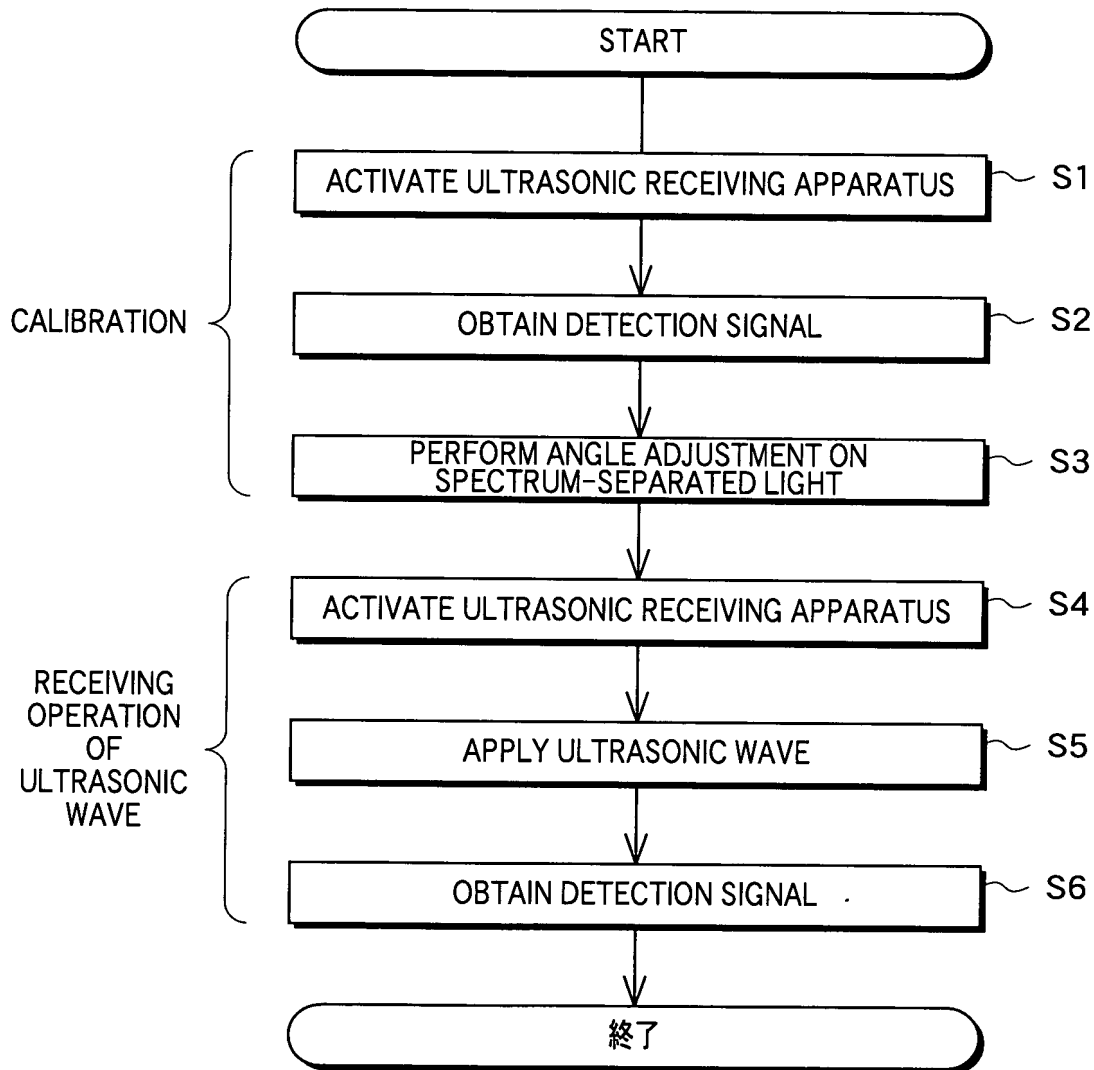 START
ACTIVATE ULTRASONIC RECEIVING APPARATUS
S1
OBTAIN DETECTION SIGNAL
S2
PERFORM ANGLE ADJUSTMENT ON
SPECTRUM-SEPARATED LIGHT
S3
CALIBRATION
ACTIVATE ULTRASONIC RECEIVING APPARATUS
S4
APPLY ULTRASONIC WAVE
S5
OBTAIN DETECTION SIGNAL
S6
RECEIVING
OPERATION
OF
ULTRASONIC
WAVE
終了